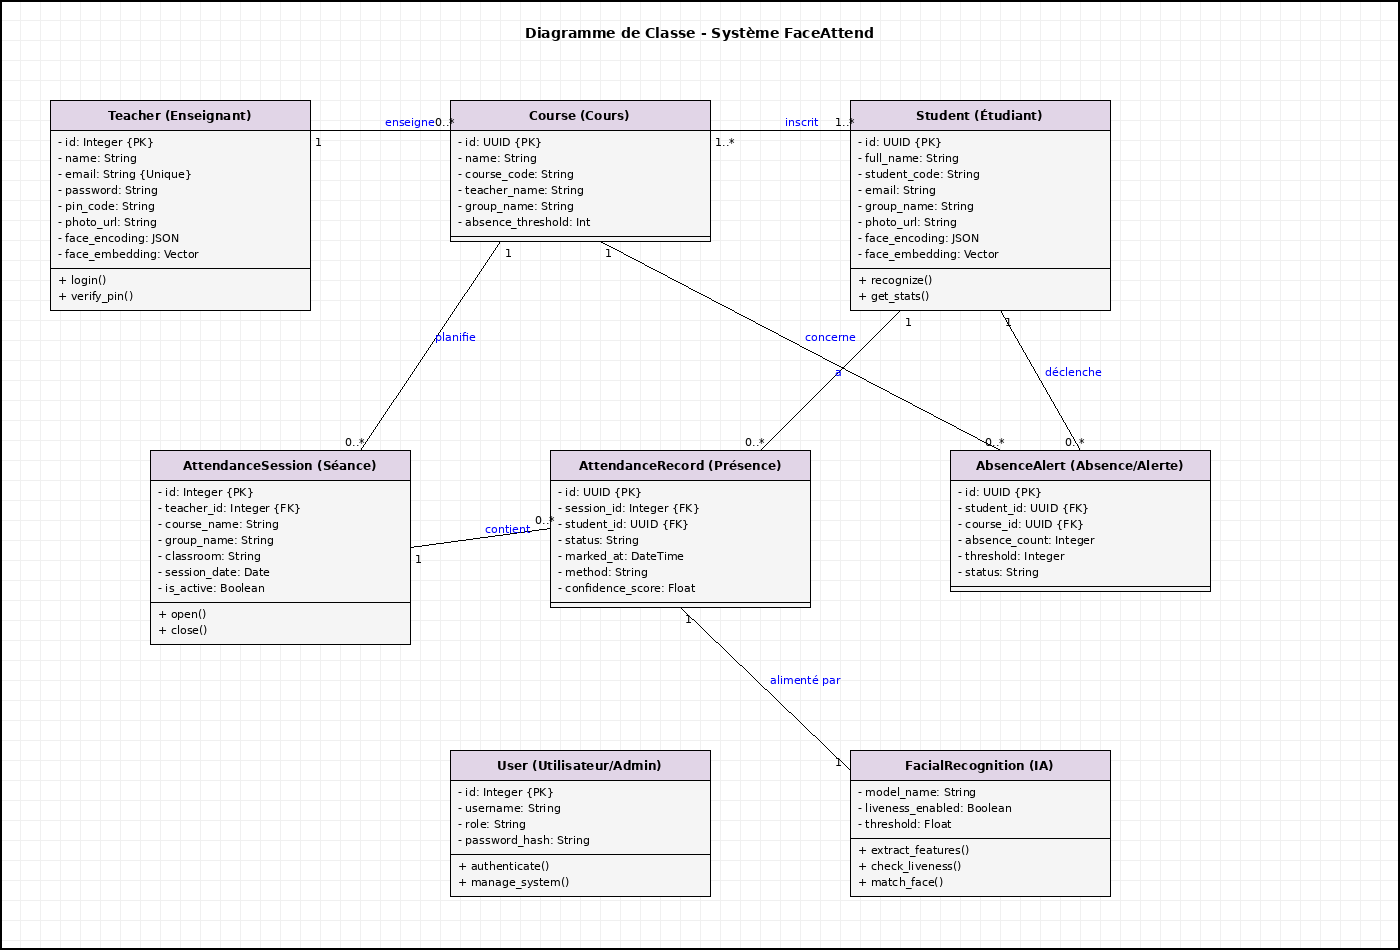 Diagramme de Classe - Système FaceAttend
Teacher (Enseignant)
- id: Integer {PK}
- name: String
- email: String {Unique}
- password: String
- pin_code: String
- photo_url: String
- face_encoding: JSON
- face_embedding: Vector
+ login()
+ verify_pin()
enseigne
0..*
1
Course (Cours)
- id: UUID {PK}
- name: String
- course_code: String
- teacher_name: String
- group_name: String
- absence_threshold: Int
inscrit
1..*
1..*
Student (Étudiant)
- id: UUID {PK}
- full_name: String
- student_code: String
- email: String
- group_name: String
- photo_url: String
- face_encoding: JSON
- face_embedding: Vector
+ recognize()
+ get_stats()
1
1
1
1
planifie
concerne
a
déclenche
0..*
0..*
0..*
0..*
AttendanceSession (Séance)
- id: Integer {PK}
- teacher_id: Integer {FK}
- course_name: String
- group_name: String
- classroom: String
- session_date: Date
- is_active: Boolean
+ open()
+ close()
contient
0..*
1
AttendanceRecord (Présence)
- id: UUID {PK}
- session_id: Integer {FK}
- student_id: UUID {FK}
- status: String
- marked_at: DateTime
- method: String
- confidence_score: Float
AbsenceAlert (Absence/Alerte)
- id: UUID {PK}
- student_id: UUID {FK}
- course_id: UUID {FK}
- absence_count: Integer
- threshold: Integer
- status: String
1
alimenté par
1
User (Utilisateur/Admin)
- id: Integer {PK}
- username: String
- role: String
- password_hash: String
+ authenticate()
+ manage_system()
FacialRecognition (IA)
- model_name: String
- liveness_enabled: Boolean
- threshold: Float
+ extract_features()
+ check_liveness()
+ match_face()